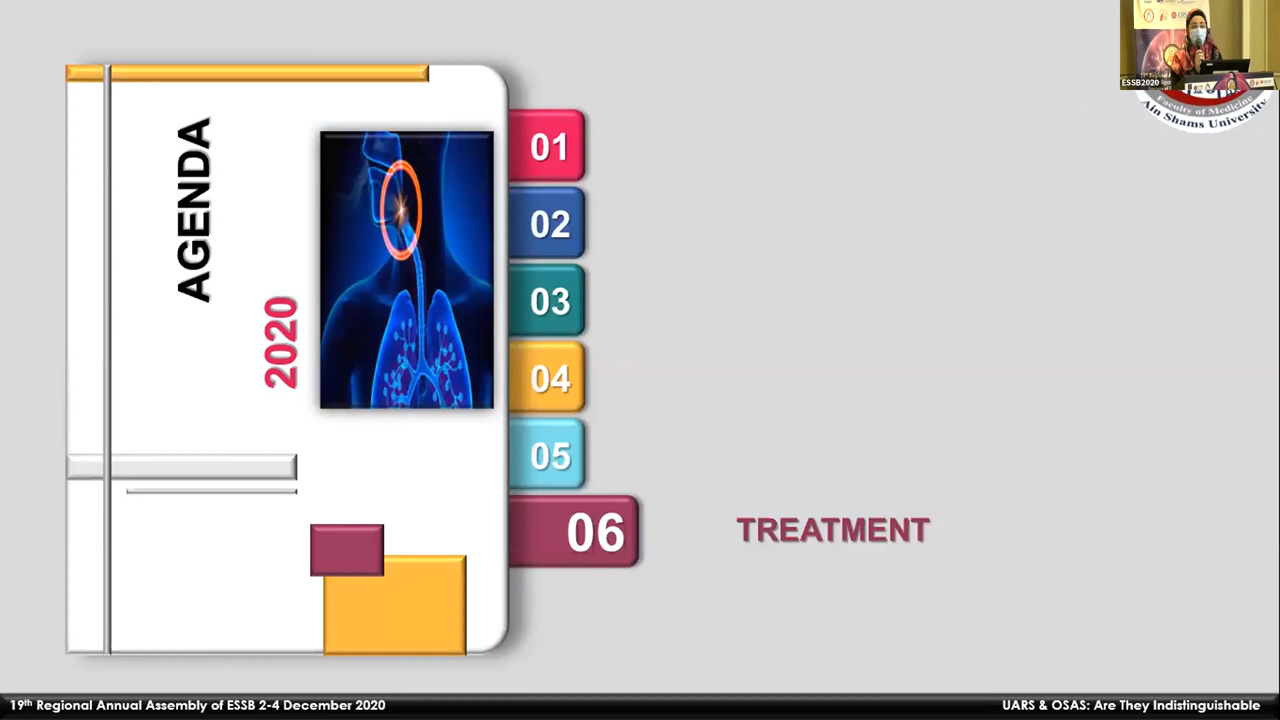 AGENDA
2020
01
02
03
04
05
06
TREATMENT
ESSB2020
Faculty of Medicine
Ain Shams University
19th Regional Annual Assembly of ESSB 2-4 December 2020
UARS & OSAS: Are They Indistinguishable